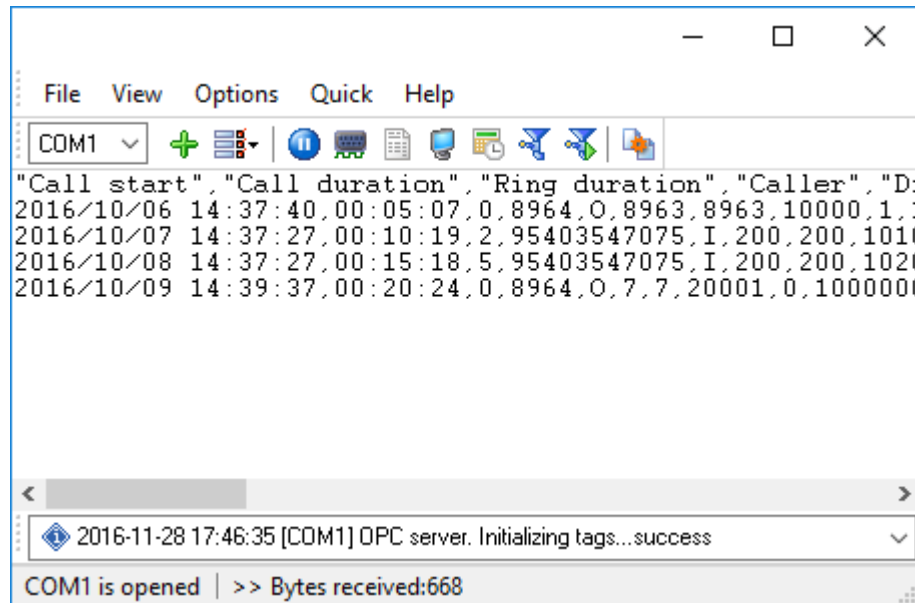 File View Options Quick Help
COM1
"Call start","Call duration","Ring duration","Caller","D
2016/10/06 14:37:40,00:05:07,0,8964,O,8963,8963,10000,1,
2016/10/07 14:37:27,00:10:19,2,95403547075,I,200,200,1010
2016/10/08 14:37:27,00:15:18,5,95403547075,I,200,200,1020
2016/10/09 14:39:37,00:20:24,0,8964,O,7,7,20001,0,1000000
2016-11-28 17:46:35 [COM1] OPC server. Initializing tags...success
COM1 is opened | >> Bytes received:668